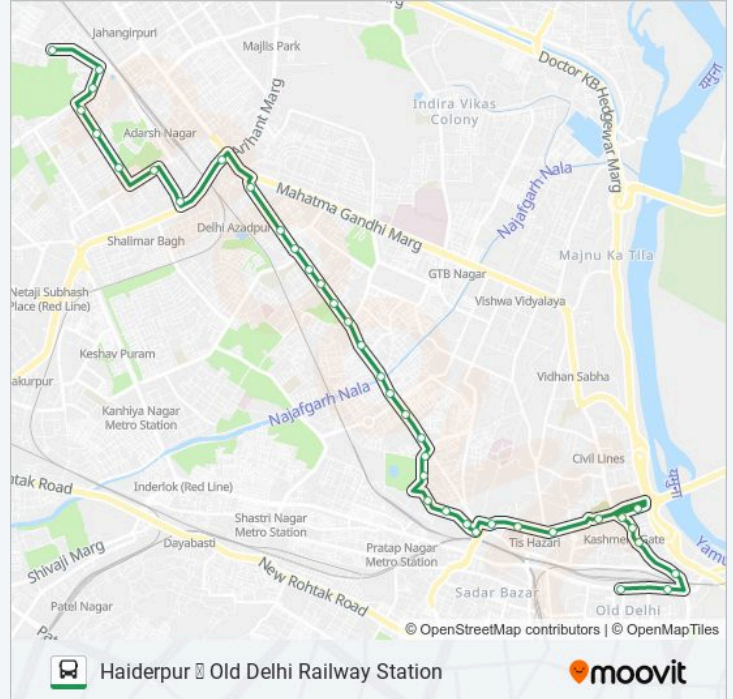 Jahangirpuri
Majlis Park
Doctor KB Hedgewar Marg
यमुना
Indira Vikas
Colony
Adarsh Nagar
Arihant Marg
Najafgarh Nala
Mahatma Gandhi Marg
Shalimar Bagh
Delhi Azadpur
Majnu Ka Tila
GTB Nagar
Netaji Subhash
Place (Red Line)
Vishwa Vidyalaya
Keshav Puram
akurpur
Vidhan Sabha
Kanhiya Nagar
Metro Station
Najafgarh Nala
Civil Lines
tak Road
Inderlok (Red Line)
Shastri Nagar
Metro Station
Dayabasti
Tis Hazari
Kashmere Gate
Pratap Nagar
Metro Station
Shivaji Marg
New Rohtak Road
Sadar Bazar
Yamu
Patel Nagar
Old Delhi
Pat
© OpenStreetMap contributors | © OpenMapTiles
Haiderpur Old Delhi Railway Station
moovit